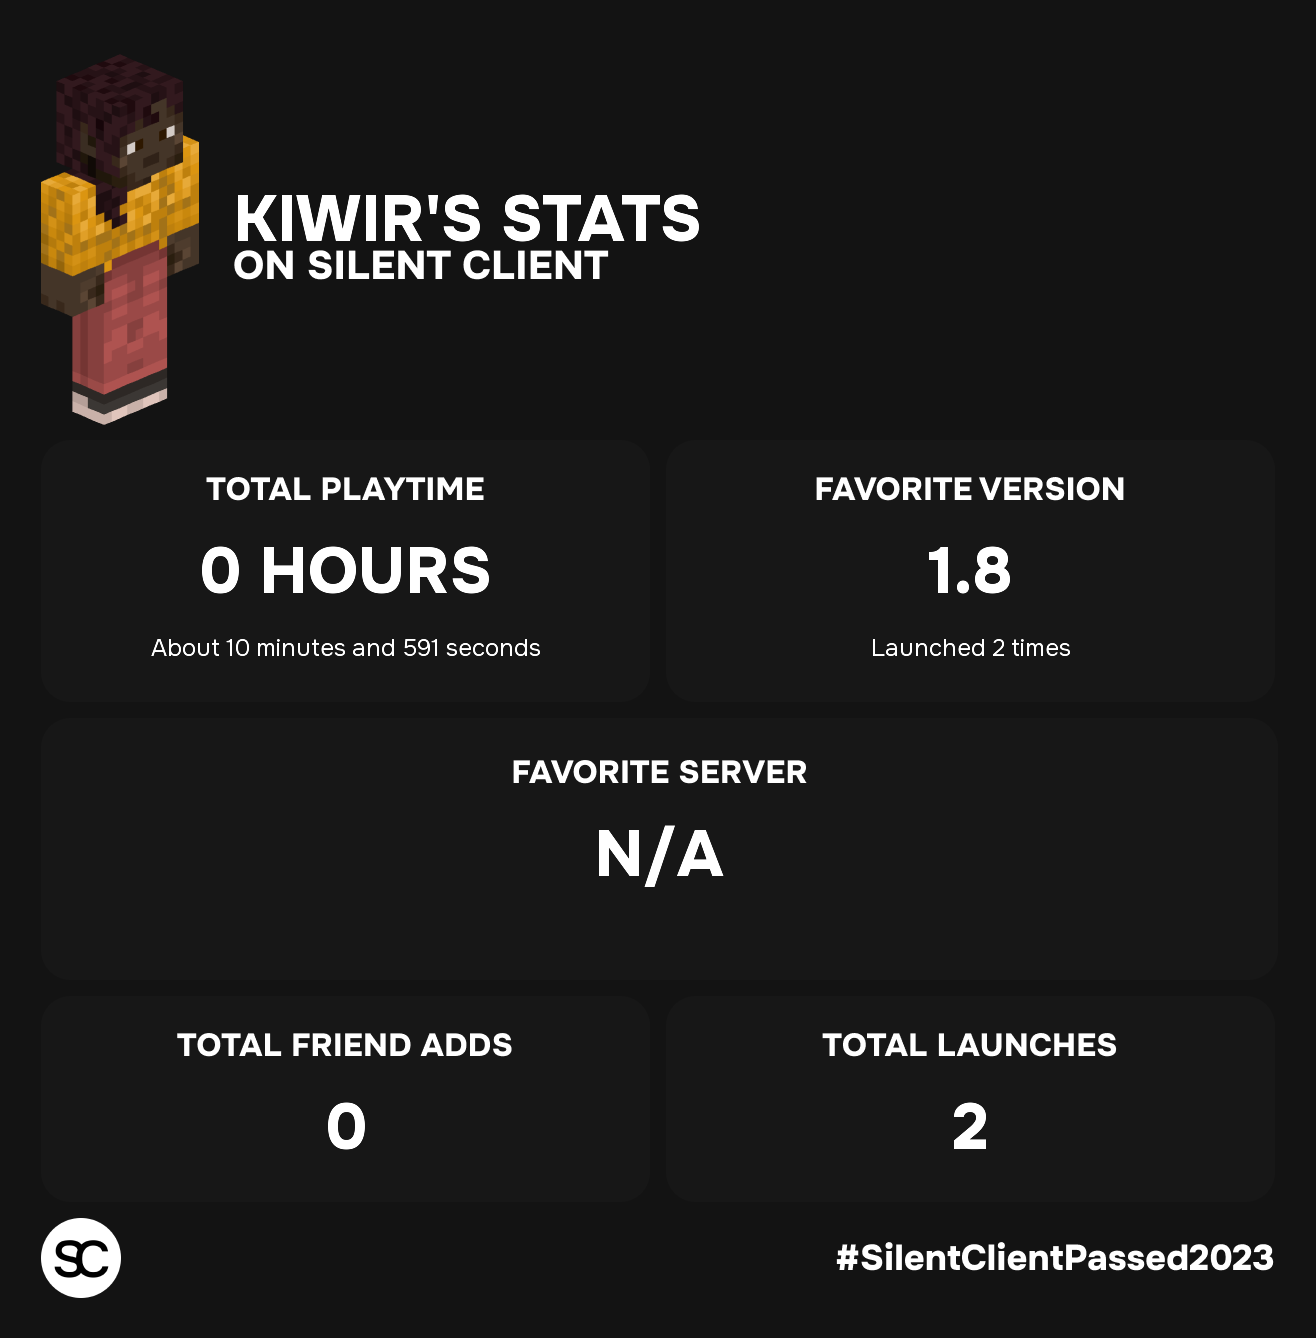 KIWIR'S STATS
ON SILENT CLIENT
TOTAL PLAYTIME
0 HOURS
About 10 minutes and 591 seconds
FAVORITE VERSION
1.8
Launched 2 times
FAVORITE SERVER
N/A
TOTAL FRIEND ADDS
0
TOTAL LAUNCHES
2
SC
#SilentClientPassed2023